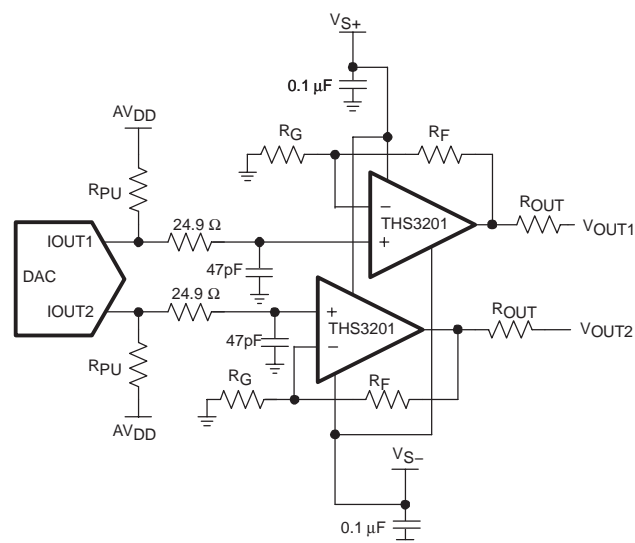 VS+
0.1 µF
AVDD
RG
RF
RPU
THS3201
ROUT
VOUT1
24.9 Ω
IOUT1
47pF
DAC
24.9 Ω
IOUT2
ROUT
THS3201
VOUT2
47pF
RPU
RG
RF
AVDD
VS–
0.1 µF
–
+
+
–